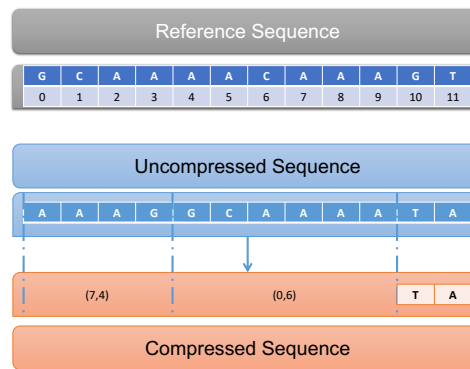 Reference Sequence
G C A A A A C A A A G T
0 1 2 3 4 5 6 7 8 9 10 11
Uncompressed Sequence
A A A G G C A A A A T A
(7,4) (0,6) T A
Compressed Sequence